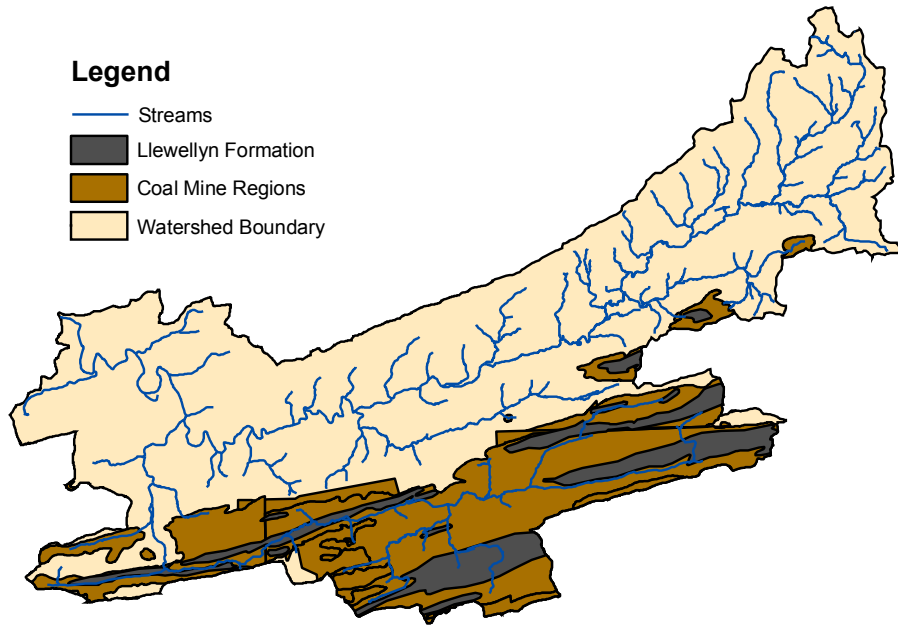 Legend
Streams
Llewellyn Formation
Coal Mine Regions
Watershed Boundary